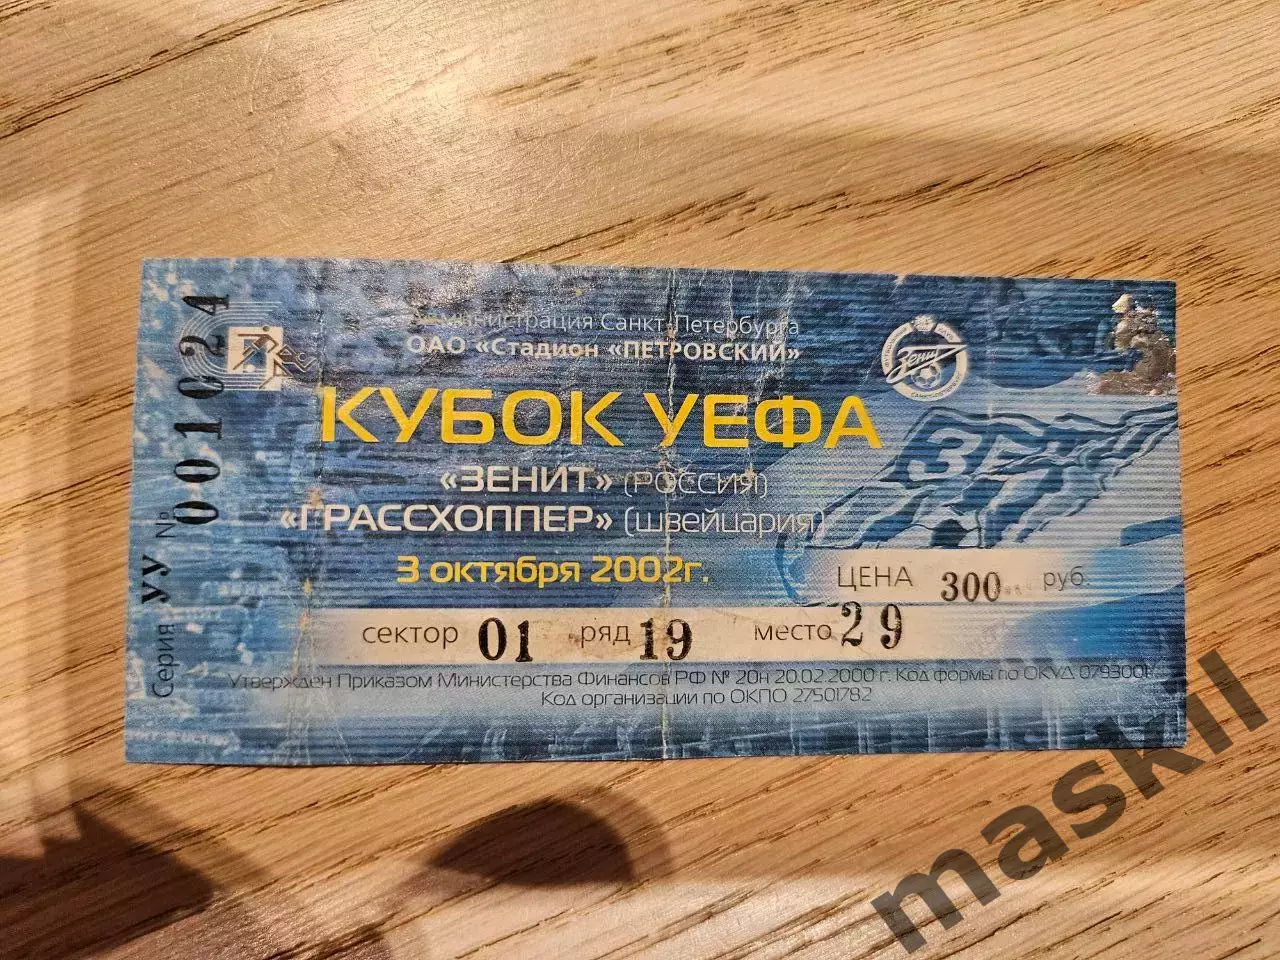 Администрация Санкт-Петербурга
ОАО «Стадион «ПЕТРОВСКИЙ»
Зенит
КУБОК УЕФА
«ЗЕНИТ» (РОССИЯ)
«ГРАССХОППЕР» (ШВЕЙЦАРИЯ)
3 октября 2002г.
ЦЕНА 300 руб.
сектор 01 ряд 19 место 29
Утвержден Приказом Министерства Финансов РФ № 20н 20.02.2000 г. Код формы по ОКУД 0793001
Код организации по ОКПО 27501782
Серия УУ № 001024
maskil